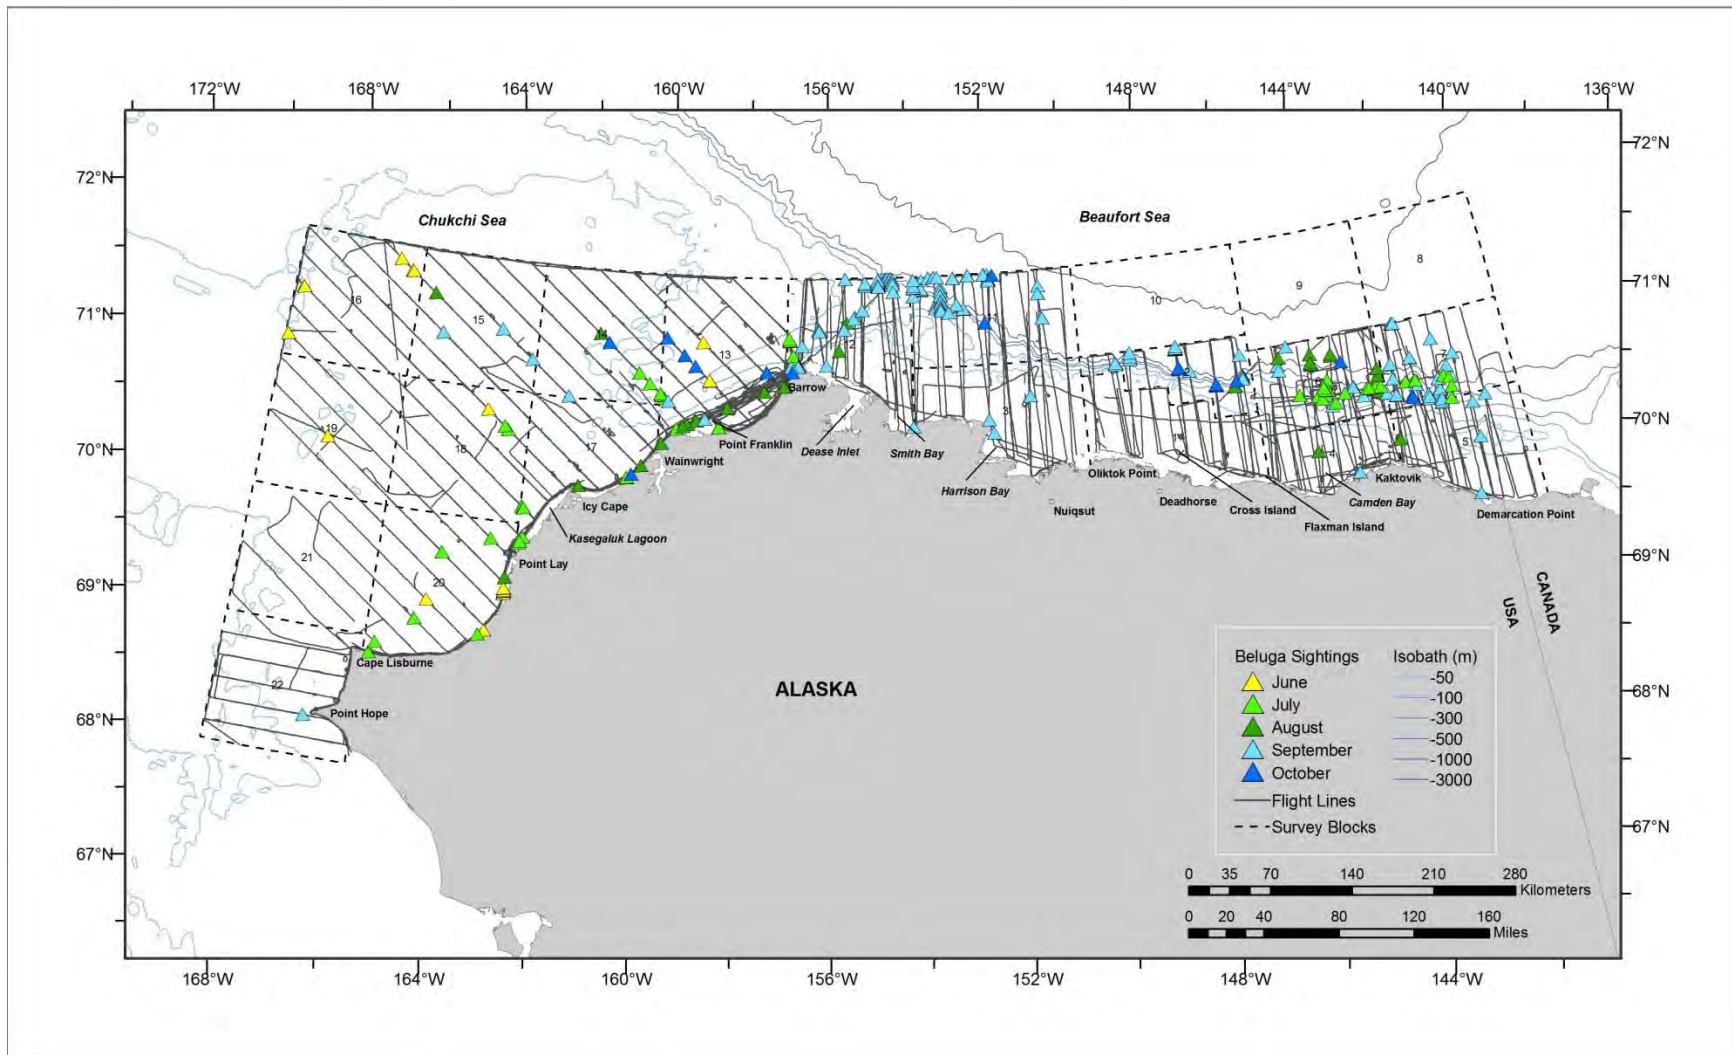 172°W 168°W 164°W 160°W 156°W 152°W 148°W 144°W 140°W 136°W
72°N
72°N
Chukchi Sea
Beaufort Sea
8
9
71°N
16
10
71°N
15
13
12
Barrow
3
70°N
19
18
17
Point Franklin
Dease Inlet
Smith Bay
5
4
70°N
Wainwright
Harrison Bay
Oliktok Point
Kaktovik
Icy Cape
Nuiqsut
Deadhorse
Cross Island
Camden Bay
Demarcation Point
Flaxman Island
Kasegaluk Lagoon
21
20
Point Lay
69°N
69°N
USA
CANADA
Cape Lisburne
22
Point Hope
68°N
68°N
ALASKA
67°N
67°N
Beluga Sightings
June
July
August
September
October
Flight Lines
Survey Blocks
Isobath (m)
-50
-100
-300
-500
-1000
-3000
0 35 70 140 210 280
Kilometers
0 20 40 80 120 160
Miles
168°W 164°W 160°W 156°W 152°W 148°W 144°W